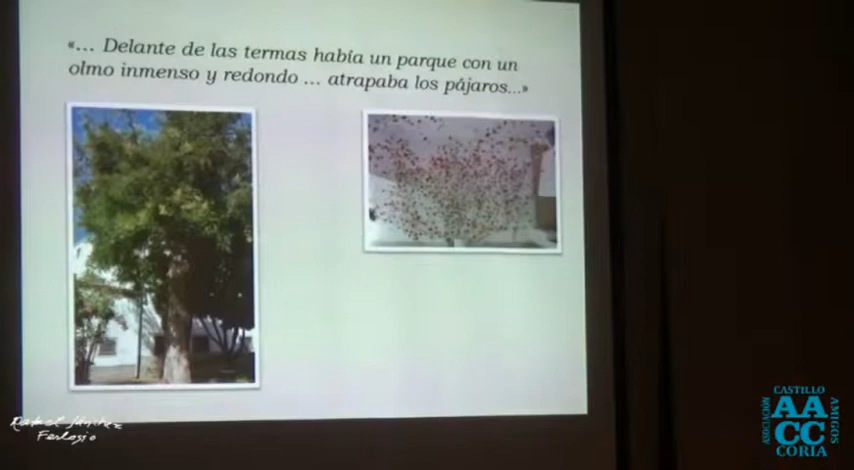 «... Delante de las termas había un parque con un
olmo inmenso y redondo ... atrapaba los pájaros...»
Rafael Sánchez
Ferlosio
CASTILLO
ASOCIACIÓN
AA
CC
AMIGOS
CORIA